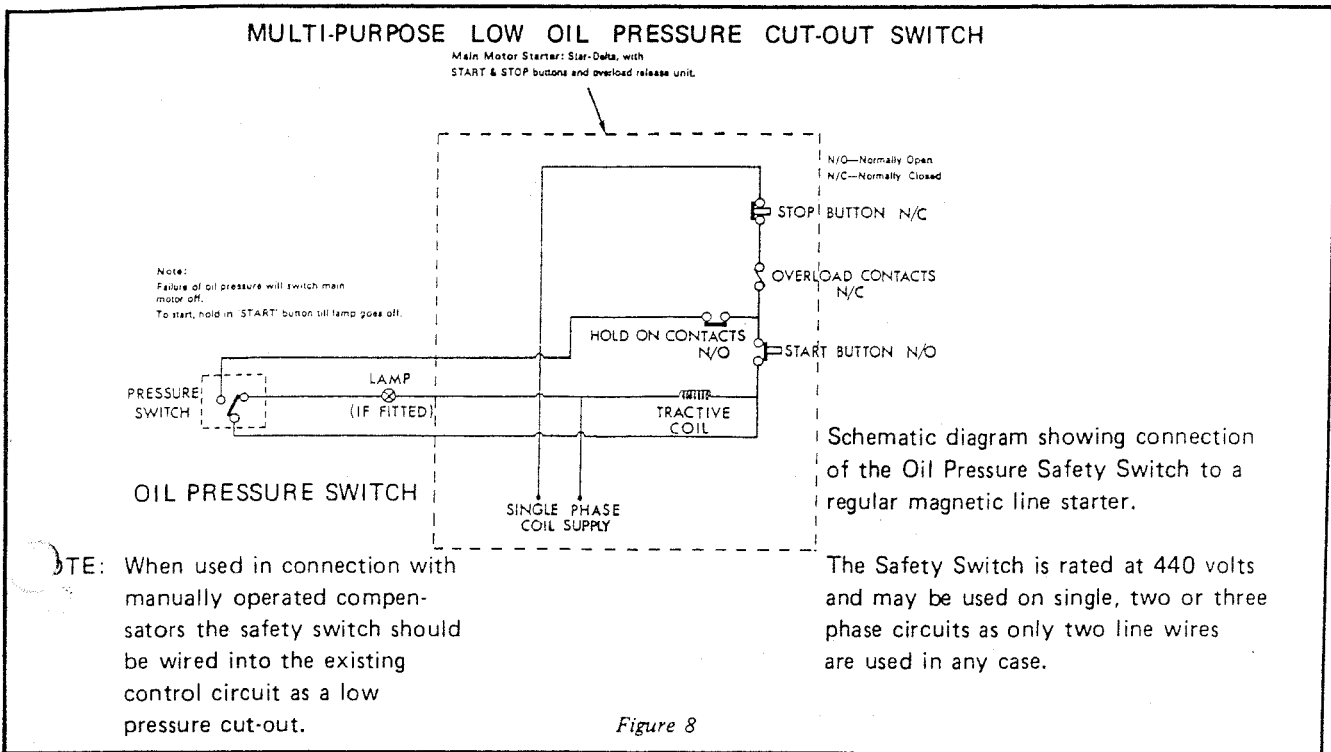 MULTI-PURPOSE LOW OIL PRESSURE CUT-OUT SWITCH
Main Motor Starter: Star-Delta, with
START & STOP buttons and overload release unit.
N/O—Normally Open
N/C—Normally Closed
STOP BUTTON N/C
Note:
Failure of oil pressure will switch main
motor off.
To start, hold in 'START' button till lamp goes off.
OVERLOAD CONTACTS
N/C
HOLD ON CONTACTS
N/O
START BUTTON N/O
PRESSURE
SWITCH
LAMP
(IF FITTED)
TRACTIVE
COIL
OIL PRESSURE SWITCH
SINGLE PHASE
COIL SUPPLY
Schematic diagram showing connection
of the Oil Pressure Safety Switch to a
regular magnetic line starter.
TE: When used in connection with
manually operated compen-
sators the safety switch should
be wired into the existing
control circuit as a low
pressure cut-out.
The Safety Switch is rated at 440 volts
and may be used on single, two or three
phase circuits as only two line wires
are used in any case.
Figure 8